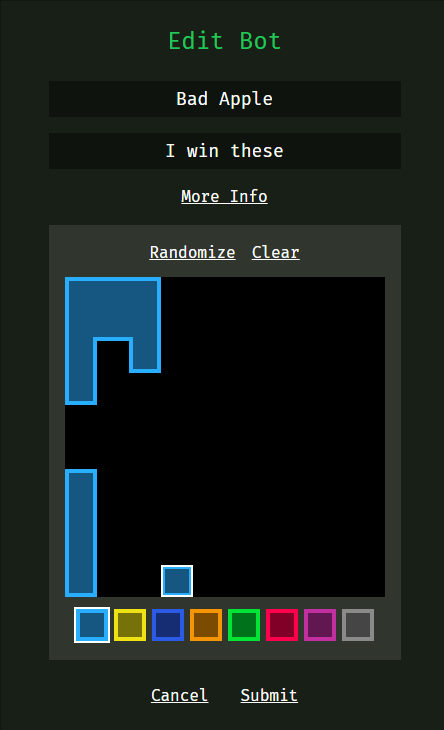 Edit Bot
Bad Apple
I win these
More Info
Randomize Clear
Cancel Submit